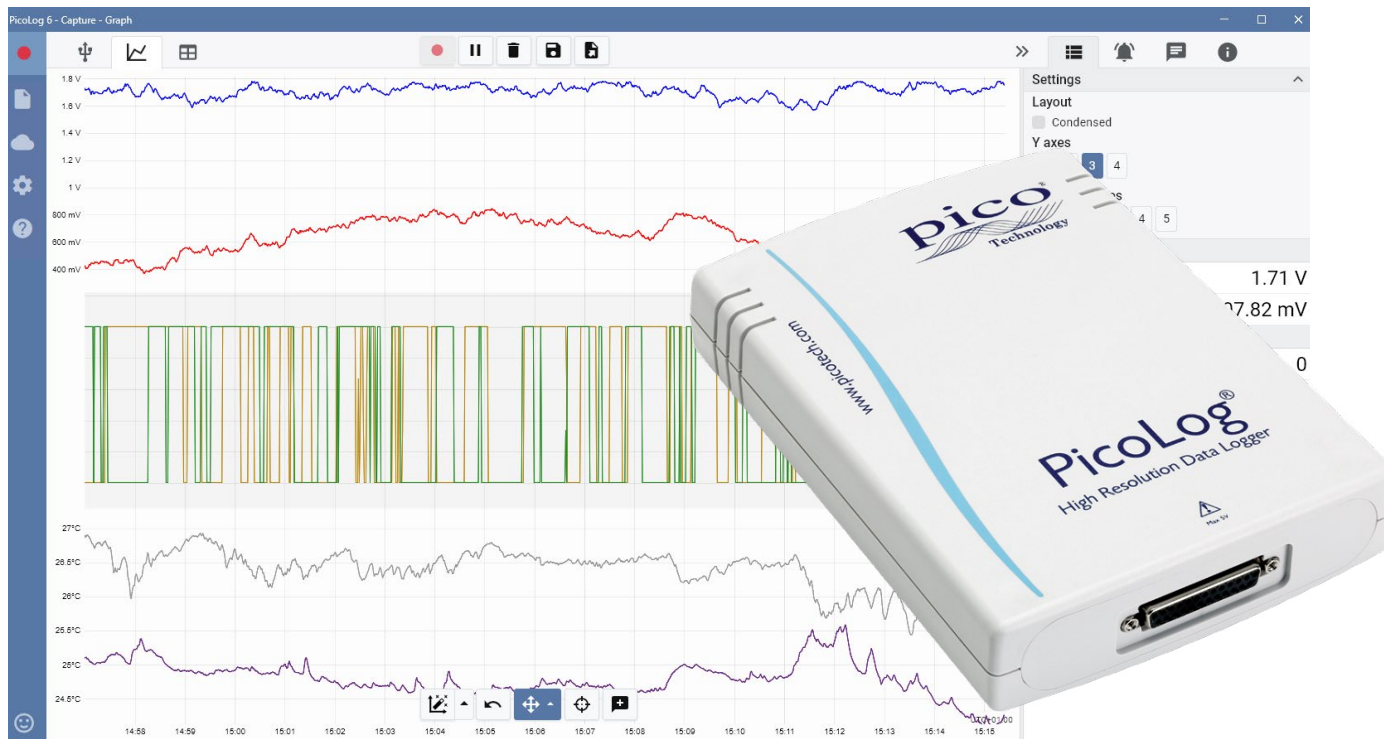 PicoLog 6 - Capture - Graph
Settings
Layout
Condensed
Y axes
3 4
4 5
1.8 V
1.6 V
1.4 V
1.2 V
1 V
800 mV
600 mV
400 mV
1.71 V
07.82 mV
0
27°C
26.5°C
26°C
25.5°C
25°C
24.5°C
14:58 14:59 15:00 15:01 15:02 15:03 15:04 15:05 15:06 15:07 15:08 15:09 15:10 15:11 15:12 15:13 15:14 15:15
pico®
Technology
www.picotech.com
PicoLog®
High Resolution Data Logger
Max 5V